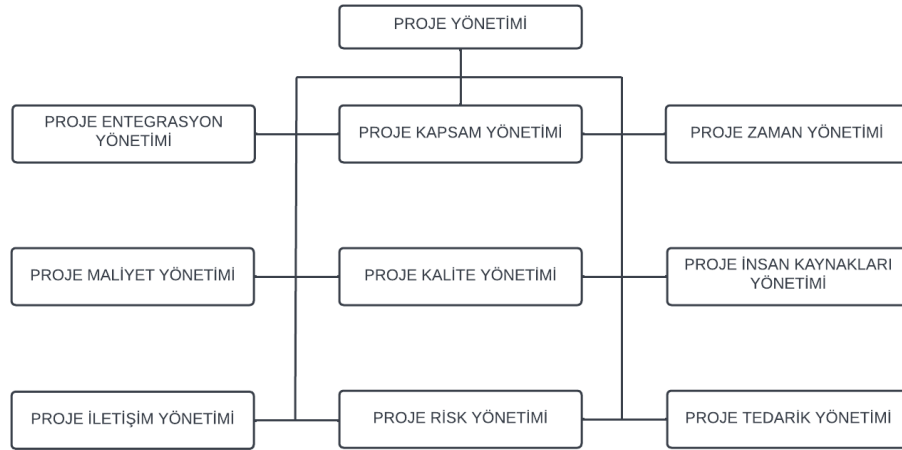 PROJE YÖNETİMİ
PROJE ENTEGRASYON
YÖNETİMİ
PROJE KAPSAM YÖNETİMİ
PROJE ZAMAN YÖNETİMİ
PROJE MALİYET YÖNETİMİ
PROJE KALİTE YÖNETİMİ
PROJE İNSAN KAYNAKLARI
YÖNETİMİ
PROJE İLETİŞİM YÖNETİMİ
PROJE RİSK YÖNETİMİ
PROJE TEDARİK YÖNETİMİ